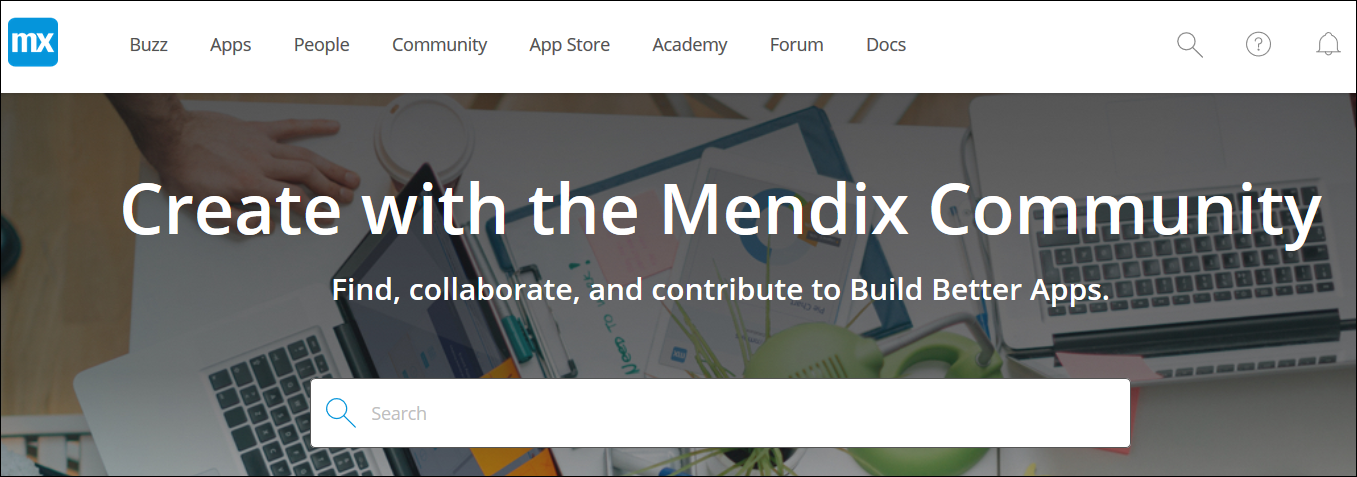 mx
Buzz Apps People Community App Store Academy Forum Docs
Create with the Mendix Community
Find, collaborate, and contribute to Build Better Apps.
Search